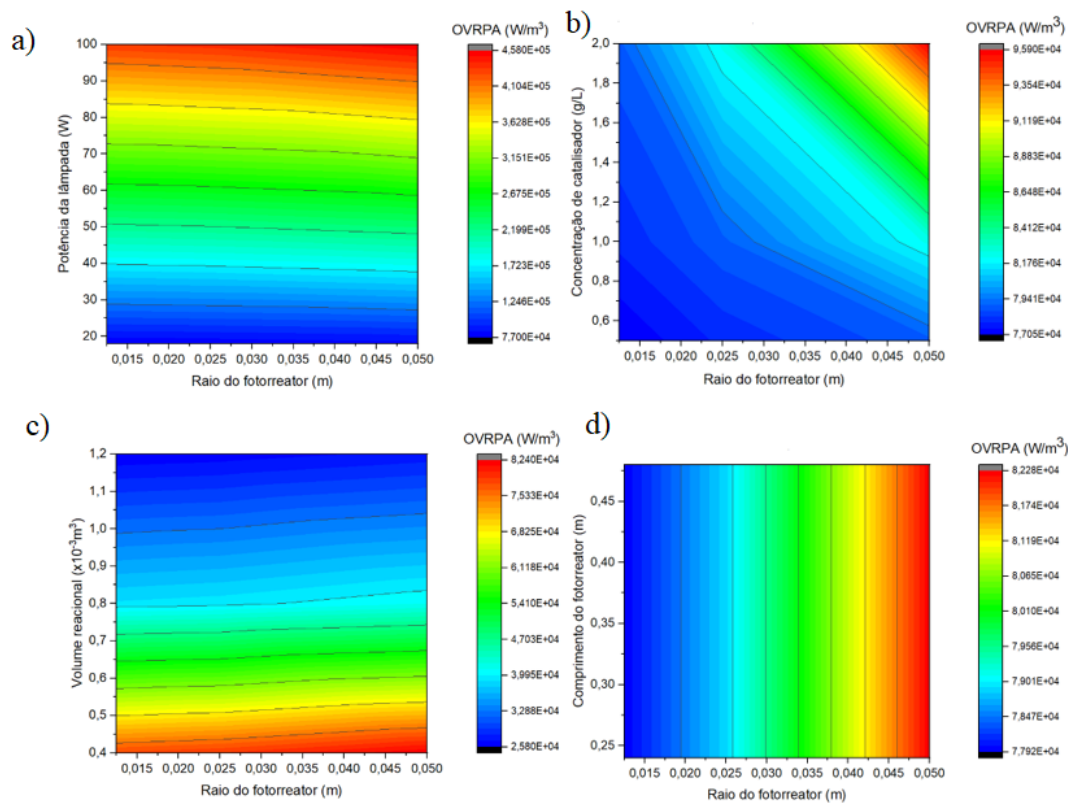 a)
OVRPA (W/m³)
100
90
80
70
60
50
40
30
20
Potência da lâmpada (W)
0,015 0,020 0,025 0,030 0,035 0,040 0,045 0,050
Raio do fotorreator (m)
4,580E+05
4,104E+05
3,628E+05
3,151E+05
2,675E+05
2,199E+05
1,723E+05
1,246E+05
7,700E+04
b)
OVRPA (W/m³)
2,0
1,8
1,6
1,4
1,2
1,0
0,8
0,6
Concentração de catalisador (g/L)
0,015 0,020 0,025 0,030 0,035 0,040 0,045 0,050
Raio do fotorreator (m)
9,590E+04
9,354E+04
9,119E+04
9,883E+04
8,648E+04
8,412E+04
8,176E+04
7,941E+04
7,705E+04
c)
OVRPA (W/m³)
1,2
1,1
1,0
0,9
0,8
0,7
0,6
0,5
0,4
Volume reacional (x10⁻³m³)
0,015 0,020 0,025 0,030 0,035 0,040 0,045 0,050
Raio do fotorreator (m)
8,240E+04
7,533E+04
6,825E+04
6,118E+04
5,410E+04
4,703E+04
3,995E+04
3,288E+04
2,580E+04
d)
OVRPA (W/m³)
0,45
0,40
0,35
0,30
0,25
Comprimento do fotorreator (m)
0,015 0,020 0,025 0,030 0,035 0,040 0,045 0,050
Raio do fotorreator (m)
8,228E+04
8,174E+04
8,119E+04
8,065E+04
8,010E+04
7,956E+04
7,901E+04
7,847E+04
7,792E+04